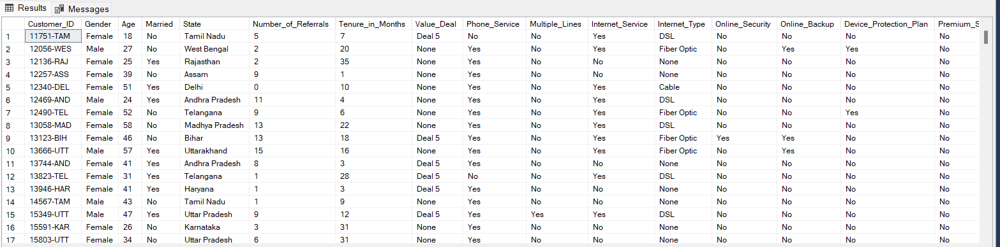 Results Messages
Customer_ID Gender Age Married State Number_of_Referrals Tenure_in_Months Value_Deal Phone_Service Multiple_Lines Internet_Service Internet_Type Online_Security Online_Backup Device_Protection_Plan Premium_S
1 11751-TAM Female 18 No Tamil Nadu 5 7 Deal 5 No No Yes DSL No No No No
2 12056-WES Male 27 No West Bengal 2 20 None Yes No Yes Fiber Optic No Yes Yes No
3 12136-RAJ Female 25 Yes Rajasthan 2 35 None Yes No No None No No No No
4 12257-ASS Female 39 No Assam 9 1 None Yes No No None No No No No
5 12340-DEL Female 51 Yes Delhi 0 10 None Yes No Yes Cable No No No No
6 12469-AND Male 24 Yes Andhra Pradesh 11 4 None Yes No Yes DSL No No No No
7 12490-TEL Female 52 No Telangana 9 6 None Yes No Yes Fiber Optic No No Yes No
8 13058-MAD Female 58 No Madhya Pradesh 13 22 None Yes No Yes DSL No No No No
9 13123-BIH Female 46 No Bihar 13 18 Deal 5 Yes No Yes Fiber Optic Yes Yes No No
10 13666-UTT Male 57 Yes Uttarakhand 15 16 None Yes No Yes Fiber Optic No Yes No No
11 13744-AND Female 41 Yes Andhra Pradesh 8 3 Deal 5 Yes No No None No No No No
12 13823-TEL Female 31 Yes Telangana 1 28 Deal 5 No No Yes DSL No No No No
13 13946-HAR Female 41 Yes Haryana 1 3 Deal 5 Yes No No None No No No No
14 14567-TAM Male 43 No Tamil Nadu 1 9 None Yes No No None No No No No
15 15349-UTT Male 47 Yes Uttar Pradesh 9 12 Deal 5 Yes Yes Yes DSL No No No No
16 15591-KAR Female 26 No Karnataka 3 31 None Yes No No None No No No No
17 15803-UTT Female 34 No Uttar Pradesh 6 31 None Yes No No None No No No No